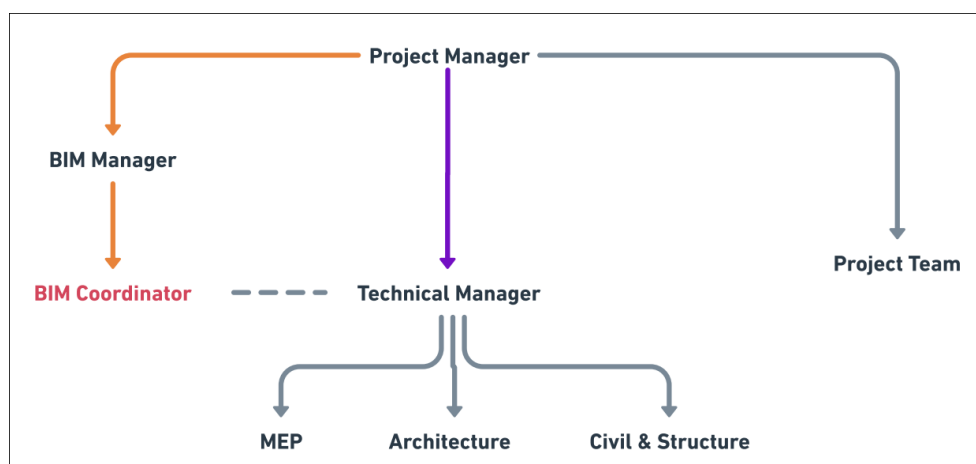 Project Manager
BIM Manager
Project Team
BIM Coordinator
Technical Manager
MEP
Architecture
Civil & Structure